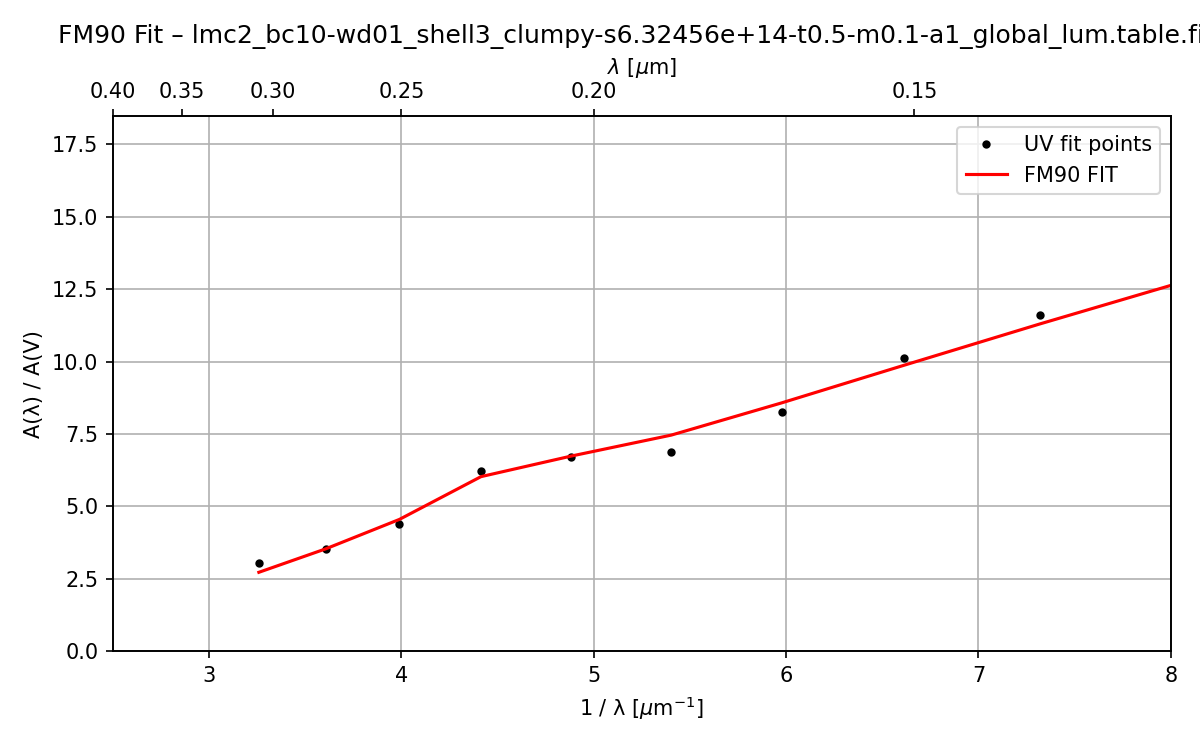 FM90 Fit – lmc2_bc10-wd01_shell3_clumpy-s6.32456e+14-t0.5-m0.1-a1_global_lum.table.fi
λ [μm]
0.40 0.35 0.30 0.25 0.20 0.15
17.5
15.0
12.5
10.0
7.5
5.0
2.5
0.0
A(λ) / A(V)
UV fit points
FM90 FIT
3 4 5 6 7 8
1 / λ [μm⁻¹]